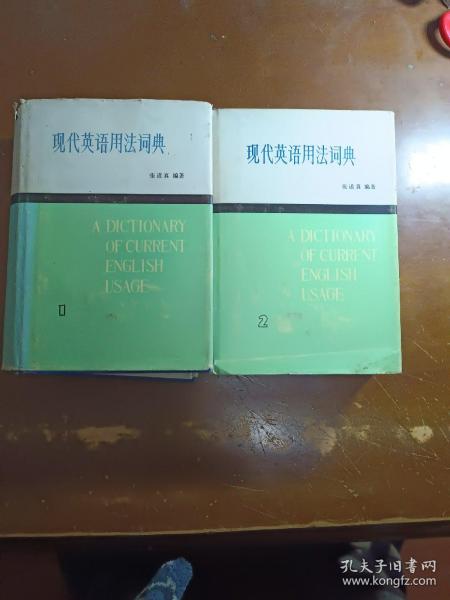 现代英语用法词典
张道真 编著
A DICTIONARY
OF CURRENT
ENGLISH
USAGE
1
现代英语用法词典
张道真 编著
A DICTIONARY
OF CURRENT
ENGLISH
USAGE
2
孔夫子旧书网
www.kongfz.com